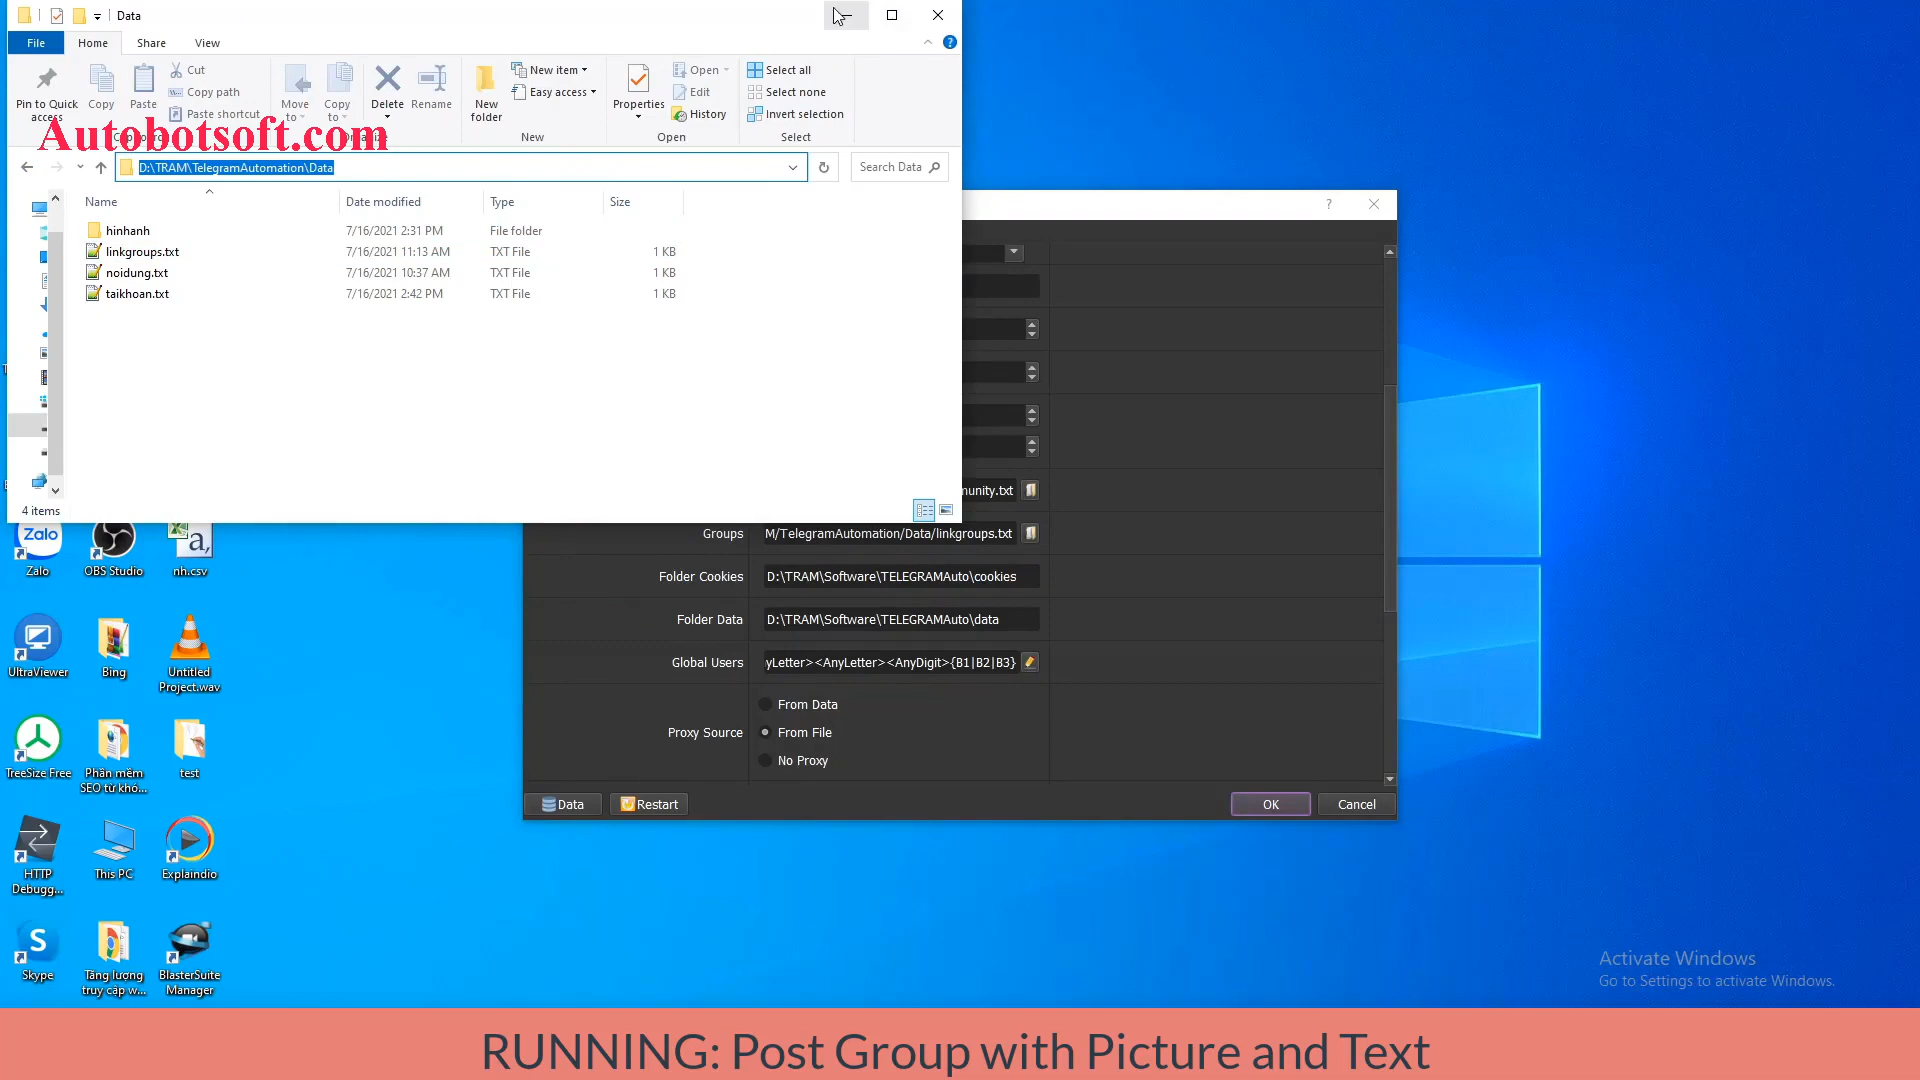 Data
File
Home
Share
View
Pin to Quick access
Copy
Paste
Cut
Copy path
Paste shortcut
Move to
Copy to
Delete
Rename
New folder
New item
Easy access
New
Properties
Open
Edit
History
Open
Select all
Select none
Invert selection
Select
Autobotsoft.com
D:\TRAM\TelegramAutomation\Data
Search Data
Name
Date modified
Type
Size
hinhanh 7/16/2021 2:31 PM File folder
linkgroups.txt 7/16/2021 11:13 AM TXT File 1 KB
noidung.txt 7/16/2021 10:37 AM TXT File 1 KB
taikhoan.txt 7/16/2021 2:42 PM TXT File 1 KB
4 items
munity.txt
Groups M/TelegramAutomation/Data/linkgroups.txt
Folder Cookies D:\TRAM\Software\TELEGRAMAuto\cookies
Folder Data D:\TRAM\Software\TELEGRAMAuto\data
Global Users yLetter><AnyLetter><AnyDigit>{B1|B2|B3}
Proxy Source
From Data
From File
No Proxy
Data
Restart
OK
Cancel
Zalo
Zalo
OBS Studio
nh.csv
UltraViewer
Bing
Untitled Project.wav
TreeSize Free
Phần mềm SEO từ khó...
test
HTTP Debugg...
This PC
Explaindio
Skype
Tăng lượng truy cập w...
BlasterSuite Manager
Activate Windows
Go to Settings to activate Windows.
RUNNING: Post Group with Picture and Text